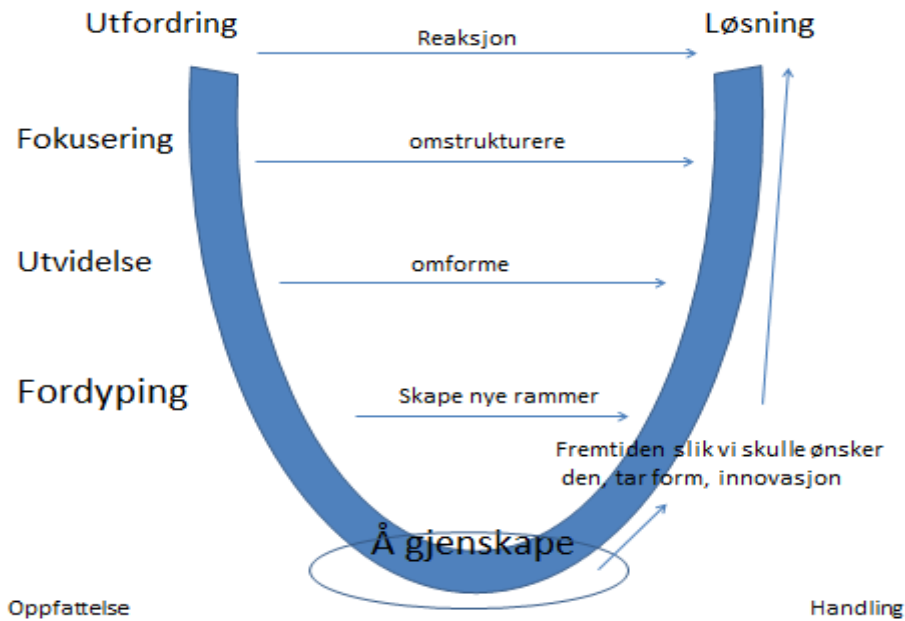 Utfordring
Reaksjon
Løsning
Fokusering
omstrukturere
Utvidelse
omforme
Fordyping
Skape nye rammer
Fremtiden slik vi skulle ønsker
den, tar form, innovasjon
Å gjenskape
Oppfattelse
Handling